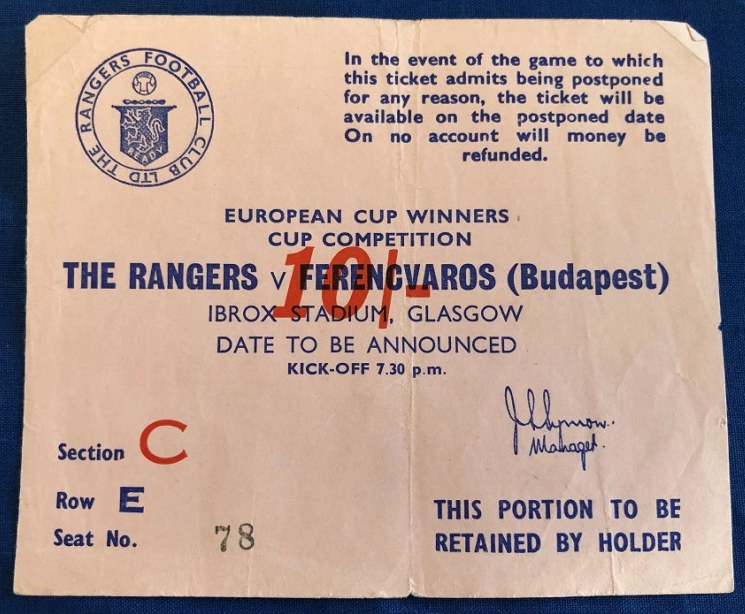 THE RANGERS FOOTBALL CLUB LTD
READY
In the event of the game to which
this ticket admits being postponed
for any reason, the ticket will be
available on the postponed date
On no account will money be
refunded.
EUROPEAN CUP WINNERS
CUP COMPETITION
THE RANGERS v FERENCVAROS (Budapest)
10/-
IBROX STADIUM, GLASGOW
DATE TO BE ANNOUNCED
KICK-OFF 7.30 p.m.
Manager.
Section C
Row E
Seat No. 78
THIS PORTION TO BE
RETAINED BY HOLDER